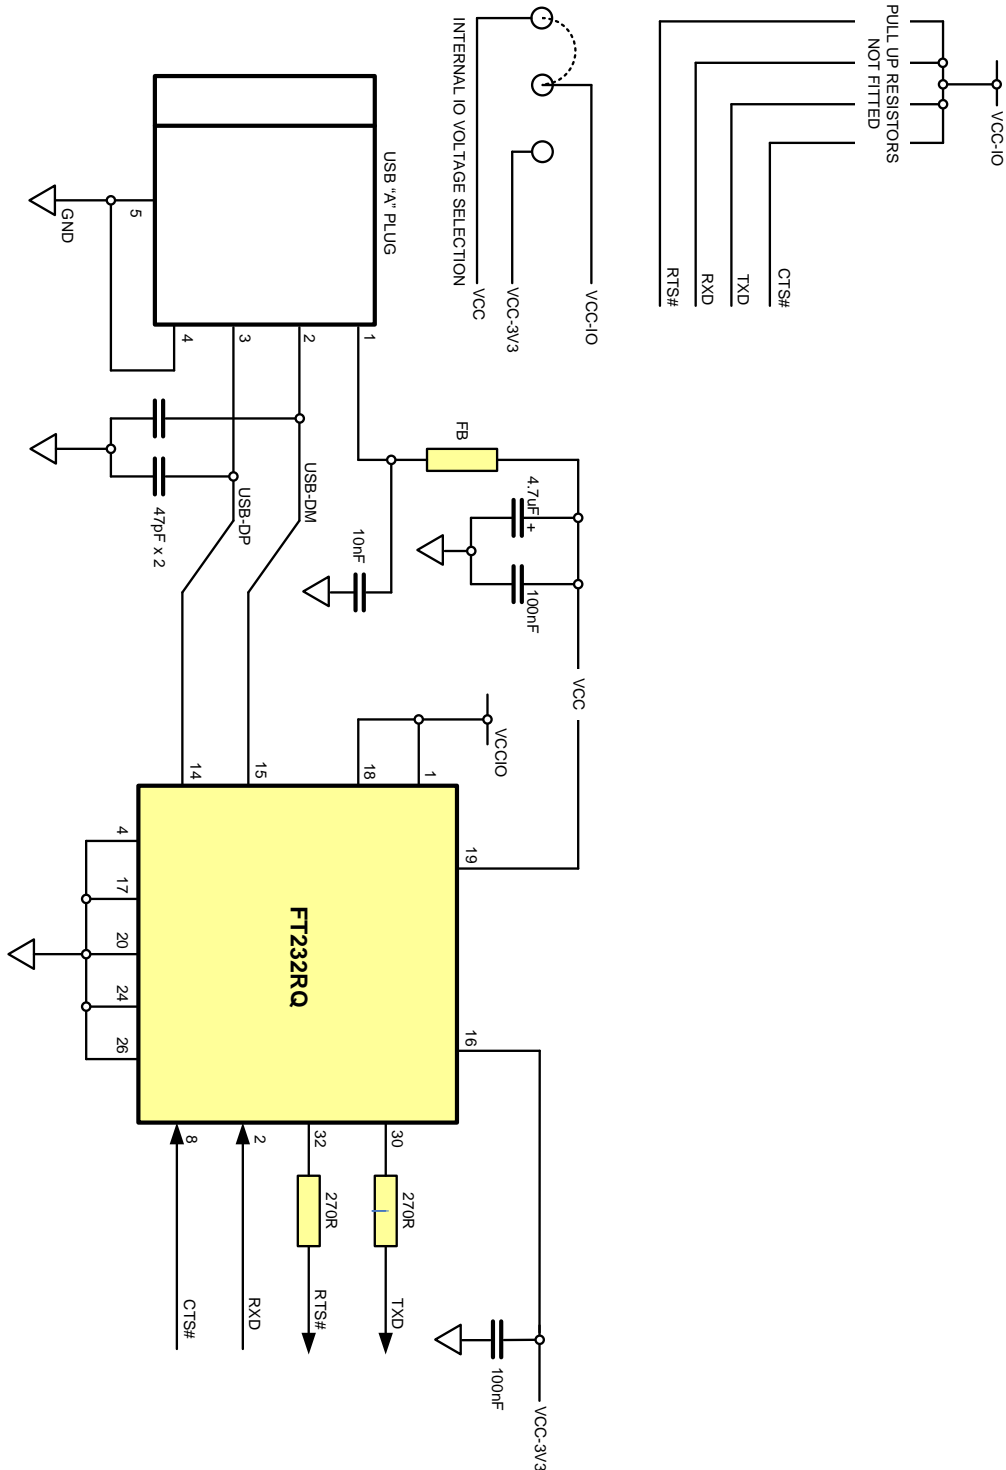 USB "A" PLUG
GND
5
1
2
3
4
INTERNAL IO VOLTAGE SELECTION
VCC
VCC-3V3
VCC-IO
PULL UP RESISTORS
NOT FITTED
VCC-IO
CTS#
TXD
RXD
RTS#
FB
4.7uF +
100nF
10nF
USB-DM
USB-DP
47pF x 2
VCC
VCCIO
1
18
15
14
19
16
FT232RQ
4
17
20
24
26
30
32
2
8
270R
270R
TXD
RTS#
RXD
CTS#
100nF
VCC-3V3